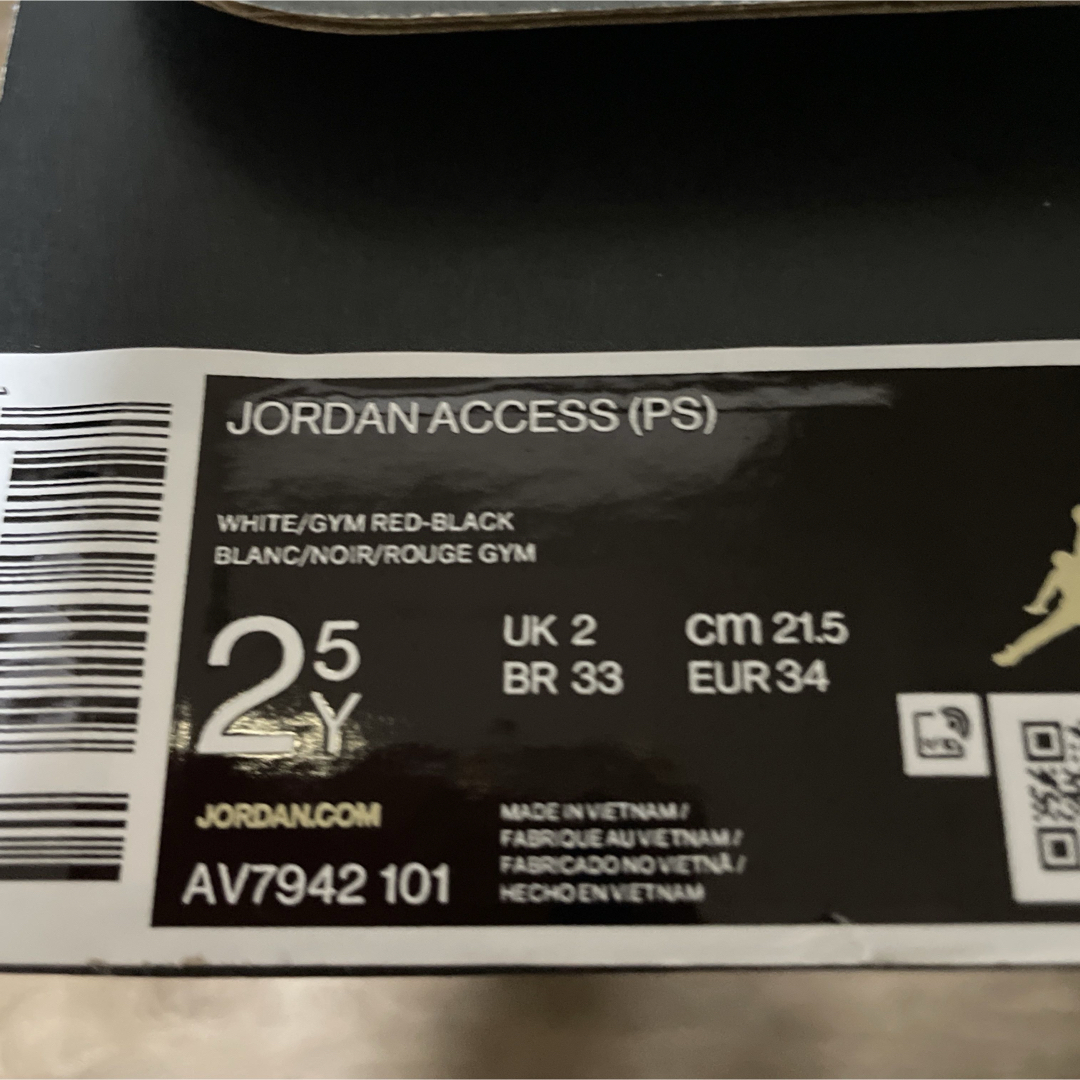 JORDAN ACCESS (PS)
WHITE/GYM RED-BLACK
BLANC/NOIR/ROUGE GYM
2 5Y
UK 2 cm 21.5
BR 33 EUR 34
JORDAN.COM
AV7942 101
MADE IN VIETNAM /
FABRIQUE AU VIETNAM /
FABRICADO NO VIETNÃ /
HECHO EN VIETNAM